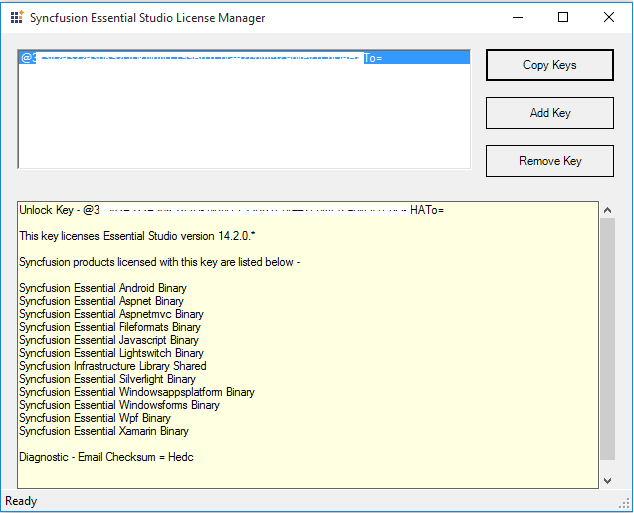 Syncfusion Essential Studio License Manager
@3 To=
Copy Keys
Add Key
Remove Key
Unlock Key - @3 HATo=
This key licenses Essential Studio version 14.2.0.*
Syncfusion products licensed with this key are listed below -
Syncfusion Essential Android Binary
Syncfusion Essential Aspnet Binary
Syncfusion Essential Aspnetmvc Binary
Syncfusion Essential Fileformats Binary
Syncfusion Essential Javascript Binary
Syncfusion Essential Lightswitch Binary
Syncfusion Infrastructure Library Shared
Syncfusion Essential Silverlight Binary
Syncfusion Essential Windowsappsplatform Binary
Syncfusion Essential Windowsforms Binary
Syncfusion Essential Wpf Binary
Syncfusion Essential Xamarin Binary
Diagnostic - Email Checksum = Hedc
Ready